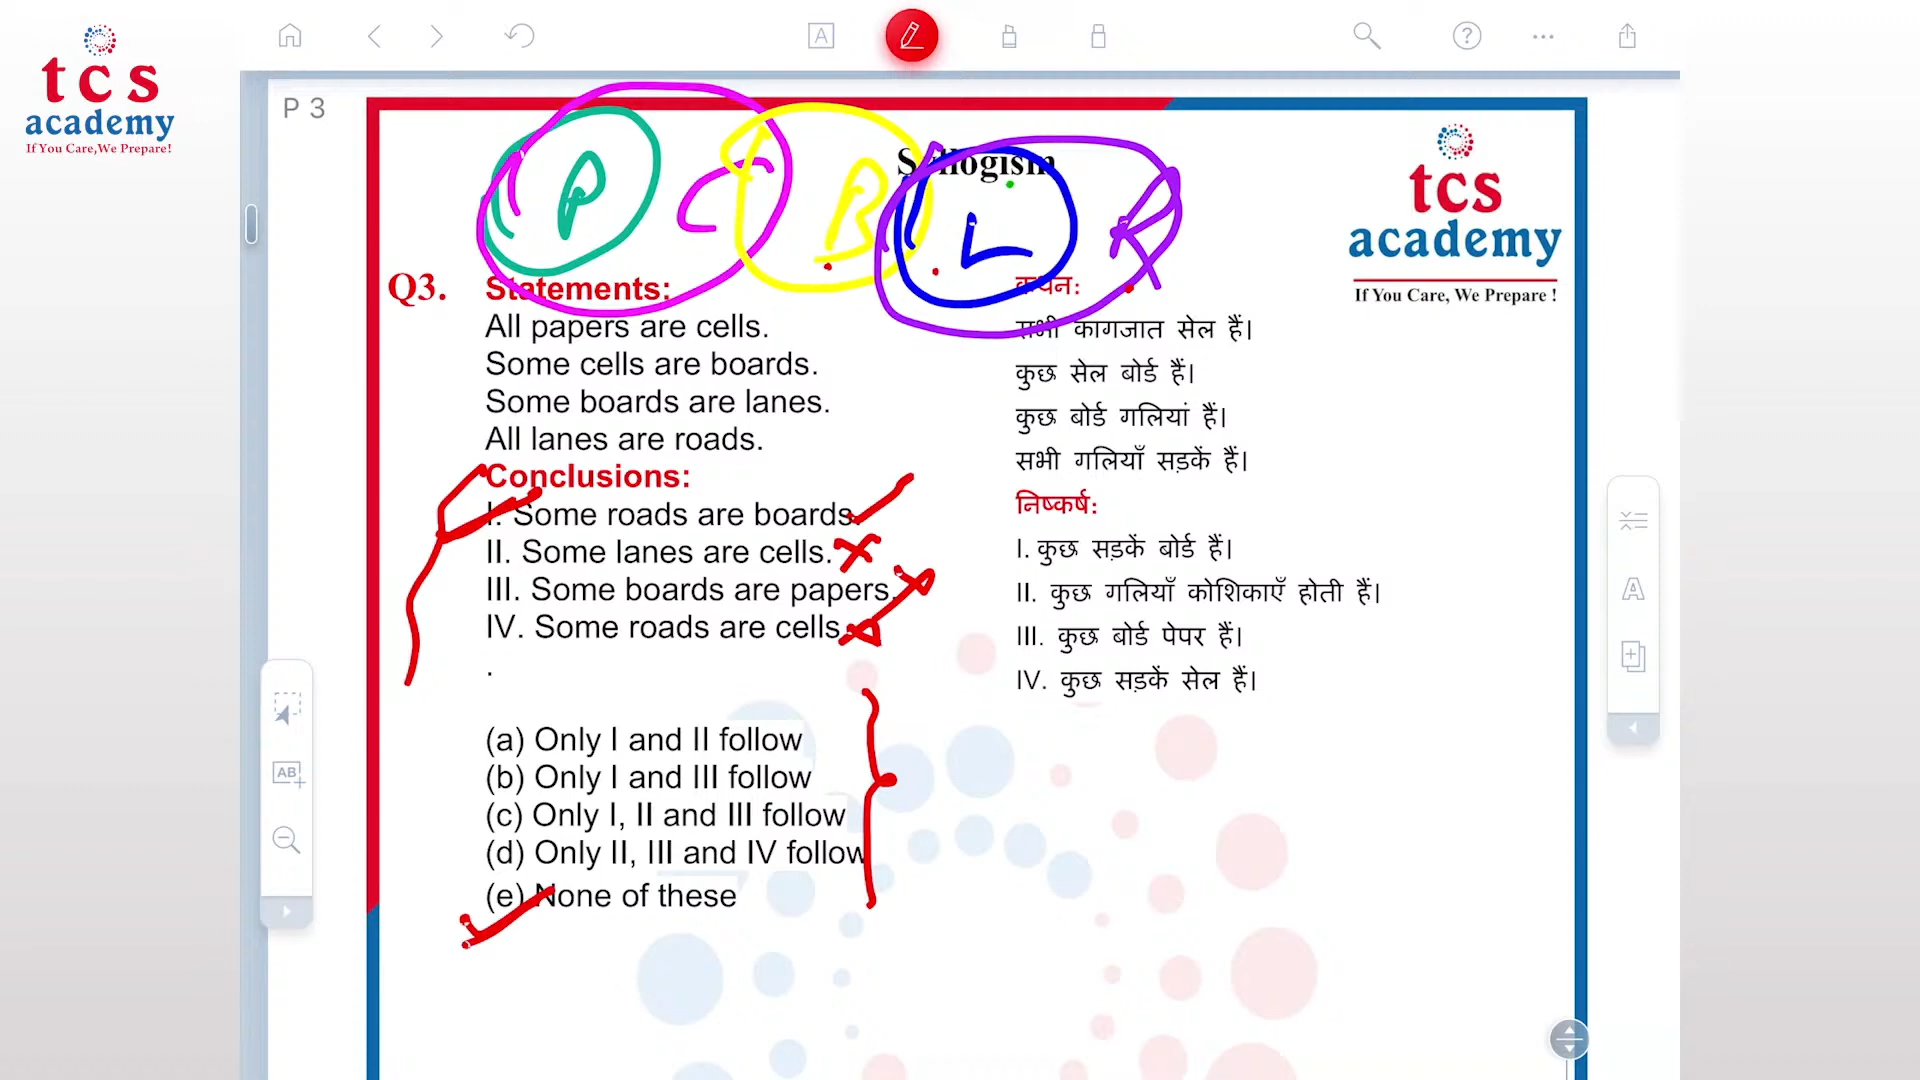 tcs
academy
If You Care,We Prepare!
A
?
P 3
P C B L R
Syllogism
tcs
academy
If You Care, We Prepare !
Q3. Statements:
All papers are cells.
Some cells are boards.
Some boards are lanes.
All lanes are roads.
Conclusions:
I. Some roads are boards.
II. Some lanes are cells.
III. Some boards are papers.
IV. Some roads are cells
.
(a) Only I and II follow
(b) Only I and III follow
(c) Only I, II and III follow
(d) Only II, III and IV follow
(e) None of these
कथन:
सभी कागजात सेल हैं।
कुछ सेल बोर्ड हैं।
कुछ बोर्ड गलियां हैं।
सभी गलियाँ सड़कें हैं।
निष्कर्ष:
I. कुछ सड़कें बोर्ड हैं।
II. कुछ गलियाँ कोशिकाएँ होती हैं।
III. कुछ बोर्ड पेपर हैं।
IV. कुछ सड़कें सेल हैं।
AB
A